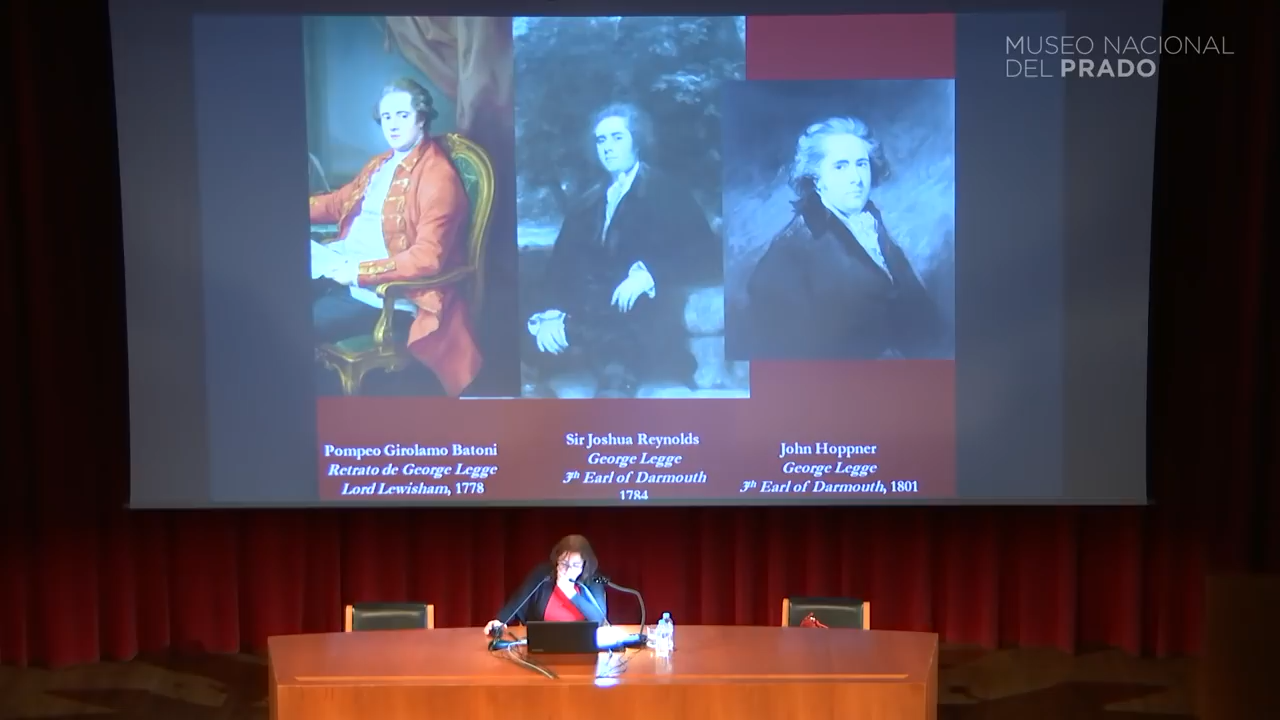 MUSEO NACIONAL
DEL PRADO
Pompeo Girolamo Batoni
Retrato de George Legge
Lord Lewisham, 1778
Sir Joshua Reynolds
George Legge
3th Earl of Darmouth
1784
John Hoppner
George Legge
3th Earl of Darmouth, 1801